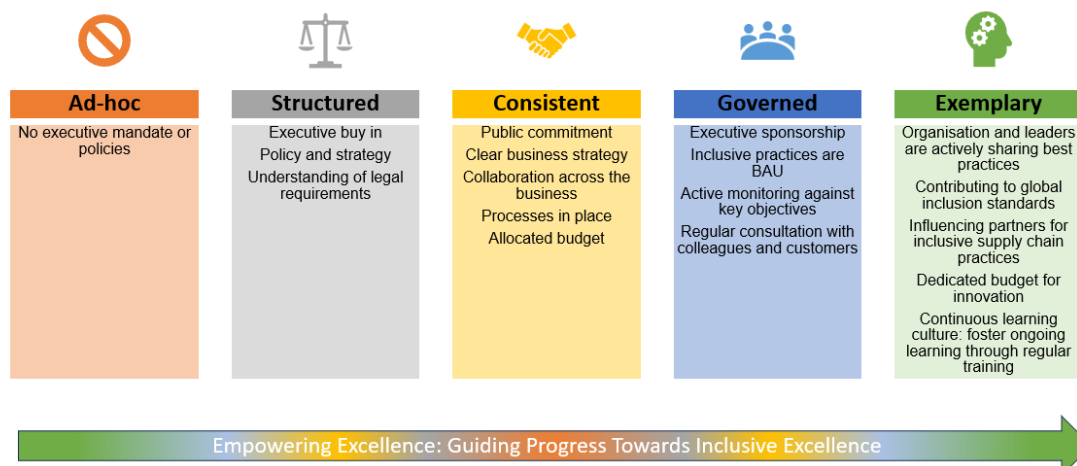 Ad-hoc
No executive mandate or
policies
Structured
Executive buy in
Policy and strategy
Understanding of legal
requirements
Consistent
Public commitment
Clear business strategy
Collaboration across the
business
Processes in place
Allocated budget
Governed
Executive sponsorship
Inclusive practices are
BAU
Active monitoring against
key objectives
Regular consultation with
colleagues and customers
Exemplary
Organisation and leaders
are actively sharing best
practices
Contributing to global
inclusion standards
Influencing partners for
inclusive supply chain
practices
Dedicated budget for
innovation
Continuous learning
culture: foster ongoing
learning through regular
training
Empowering Excellence: Guiding Progress Towards Inclusive Excellence